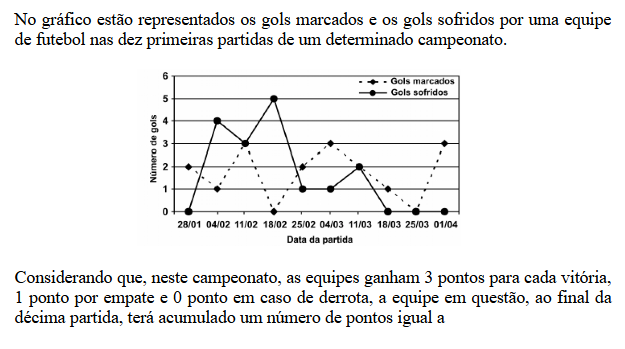 No gráfico estão representados os gols marcados e os gols sofridos por uma equipe
de futebol nas dez primeiras partidas de um determinado campeonato.
Gols marcados
Gols sofridos
Número de gols
6
5
4
3
2
1
0
28/01 04/02 11/02 18/02 25/02 04/03 11/03 18/03 25/03 01/04
Data da partida
Considerando que, neste campeonato, as equipes ganham 3 pontos para cada vitória,
1 ponto por empate e 0 ponto em caso de derrota, a equipe em questão, ao final da
décima partida, terá acumulado um número de pontos igual a